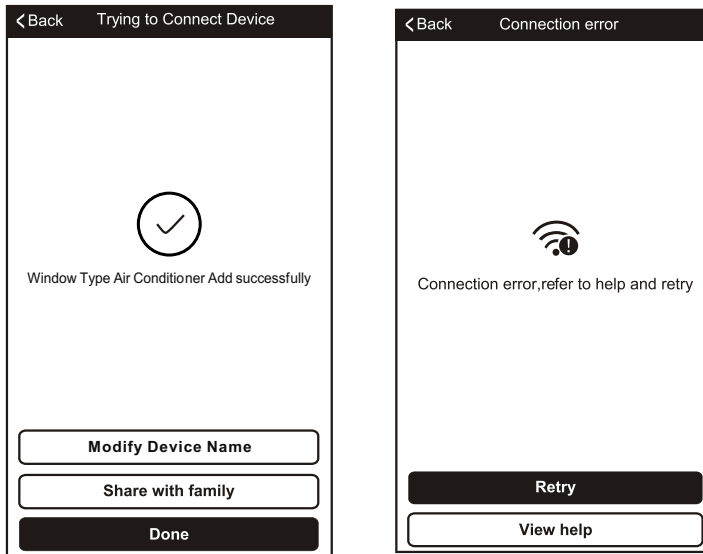 Back Trying to Connect Device
Window Type Air Conditioner Add successfully
Modify Device Name
Share with family
Done
Back Connection error
Connection error,refer to help and retry
Retry
View help